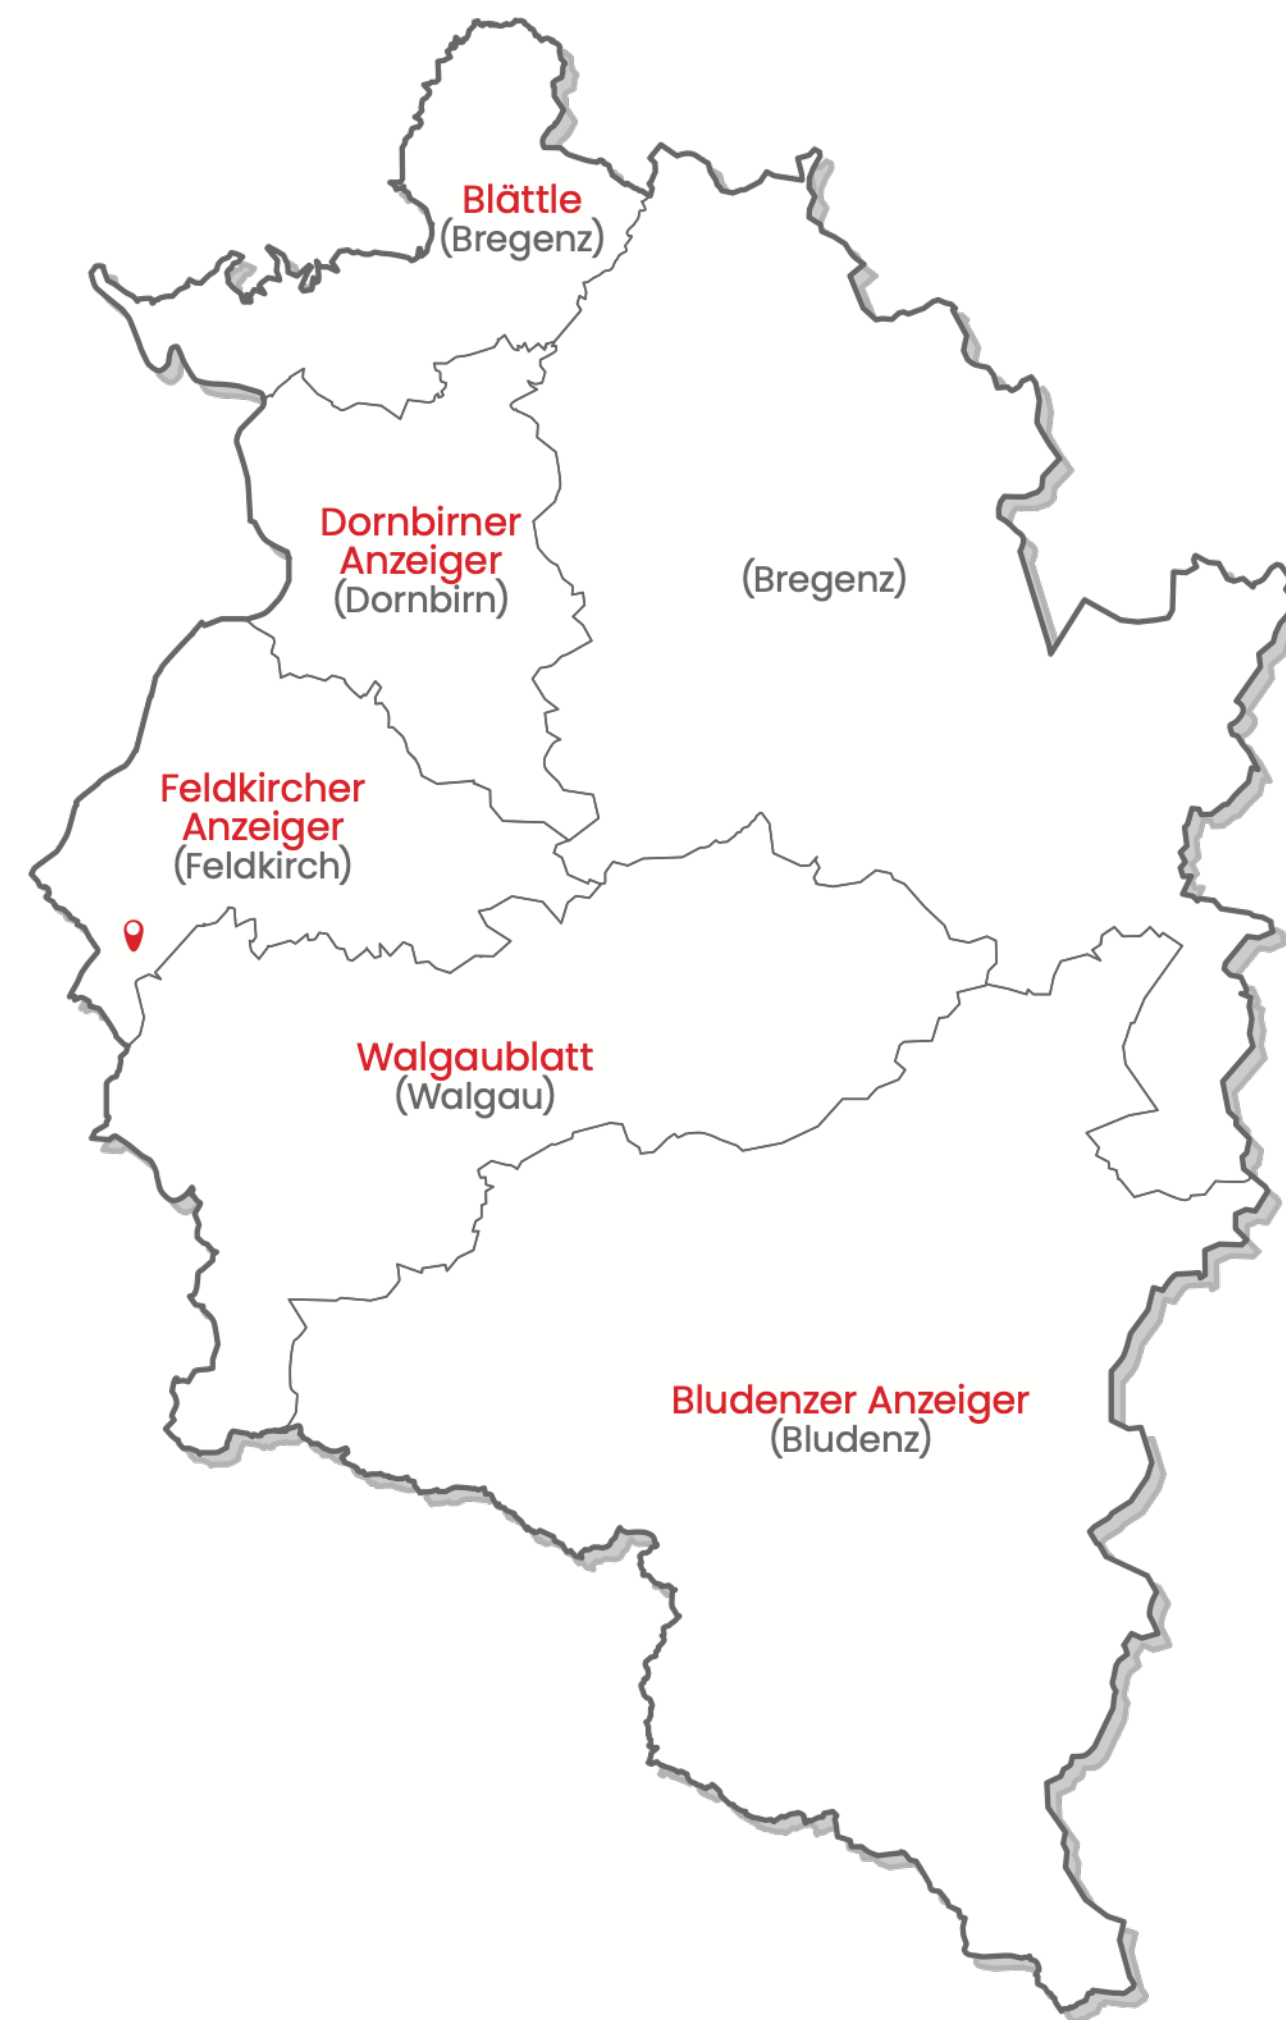 Blättle
(Bregenz)
Dornbirner
Anzeiger
(Dornbirn)
(Bregenz)
Feldkircher
Anzeiger
(Feldkirch)
Walgaublatt
(Walgau)
Bludenzer Anzeiger
(Bludenz)